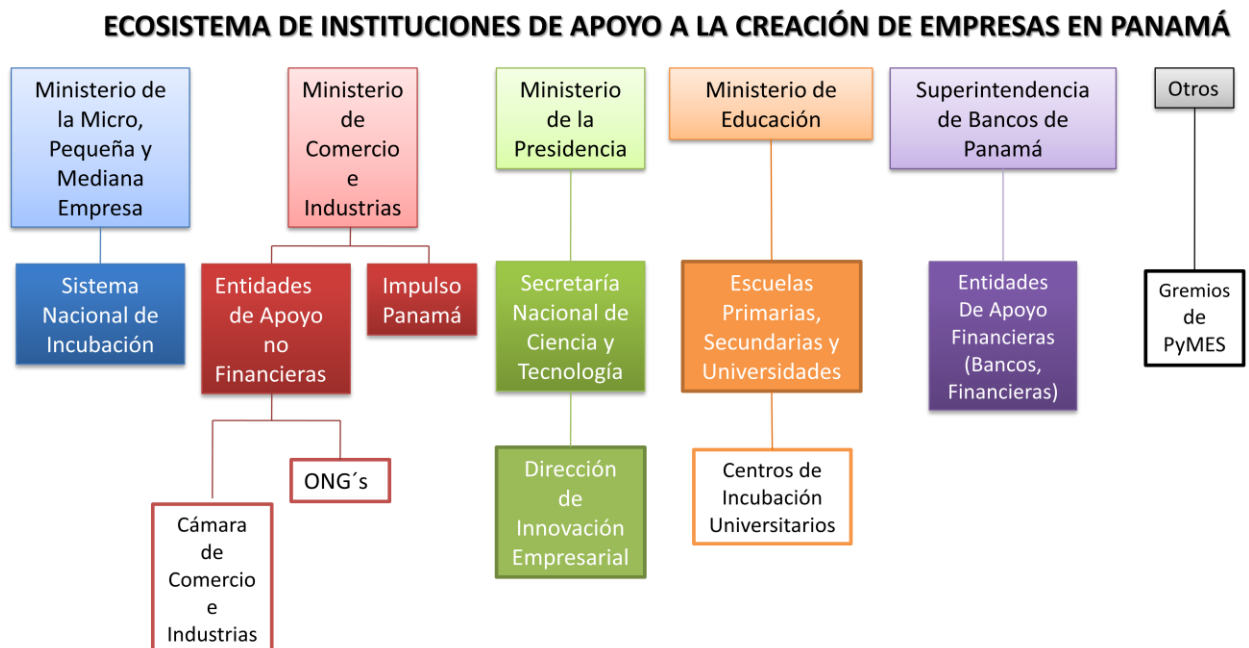 ECOSISTEMA DE INSTITUCIONES DE APOYO A LA CREACIÓN DE EMPRESAS EN PANAMÁ
Ministerio de
la Micro,
Pequeña y
Mediana
Empresa
Ministerio
de
Comercio
e
Industrias
Ministerio
de la
Presidencia
Ministerio de
Educación
Superintendencia
de Bancos de
Panamá
Otros
Sistema
Nacional de
Incubación
Entidades
de Apoyo
no
Financieras
Impulso
Panamá
Secretaría
Nacional de
Ciencia y
Tecnología
Escuelas
Primarias,
Secundarias y
Universidades
Entidades
De Apoyo
Financieras
(Bancos,
Financieras)
Gremios
de
PyMES
ONG´s
Cámara
de
Comercio
e
Industrias
Dirección
de
Innovación
Empresarial
Centros de
Incubación
Universitarios